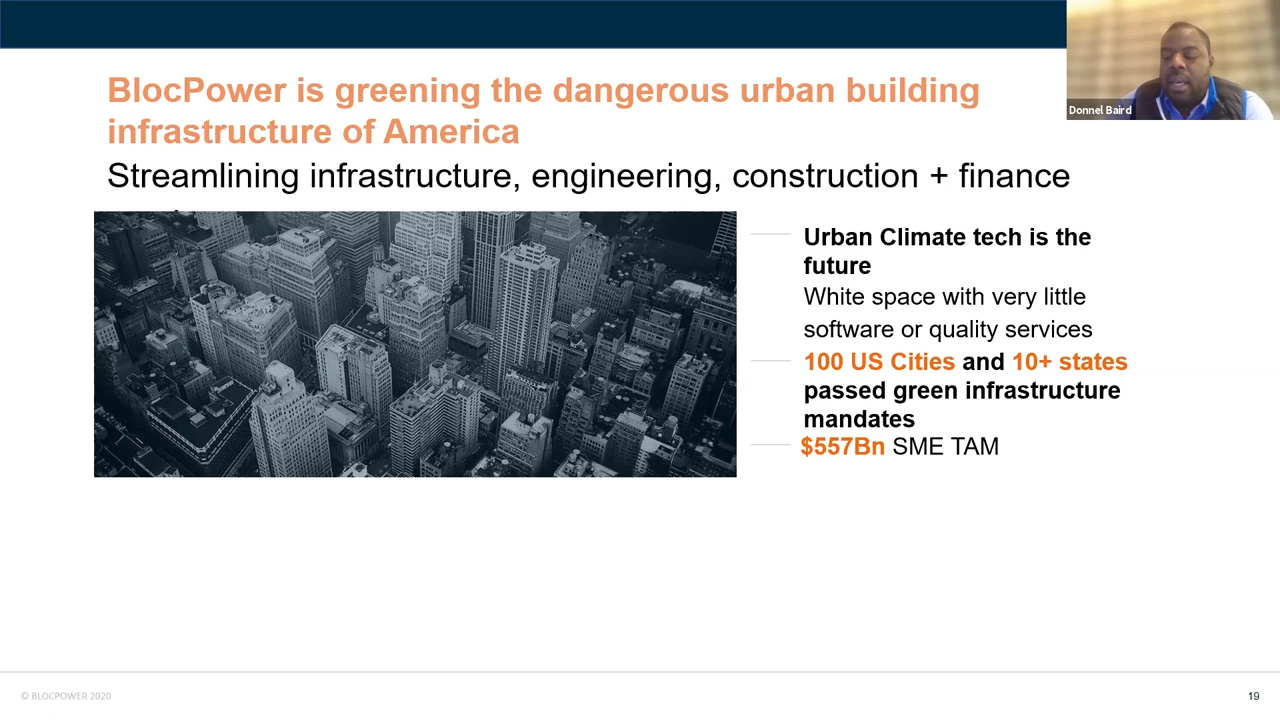 BlocPower is greening the dangerous urban building
infrastructure of America
Streamlining infrastructure, engineering, construction + finance
Donnel Baird
Urban Climate tech is the
future
White space with very little
software or quality services
100 US Cities and 10+ states
passed green infrastructure
mandates
$557Bn SME TAM
© BLOCPOWER 2020
19